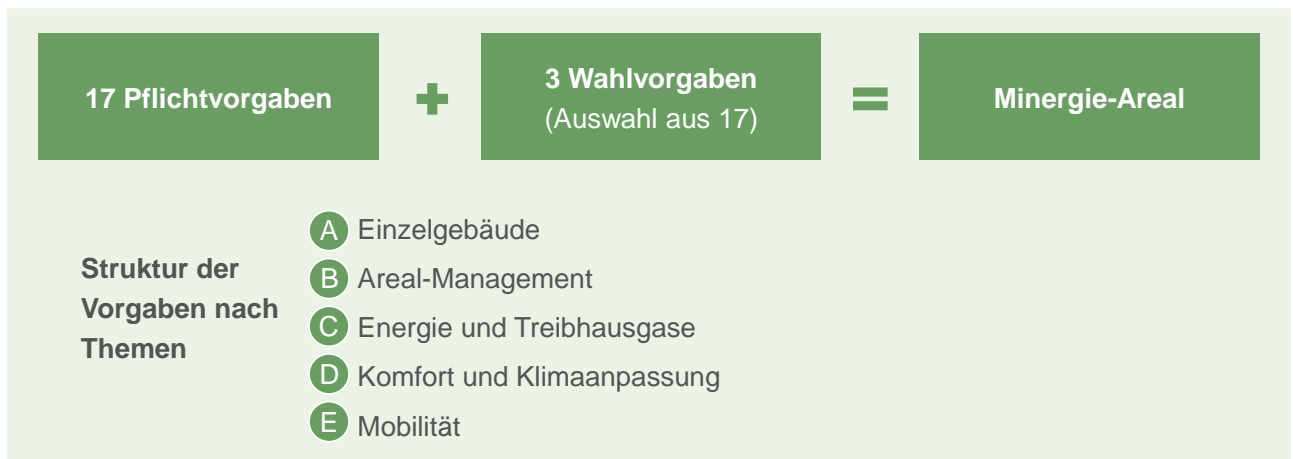 17 Pflichtvorgaben
+
3 Wahlvorgaben
(Auswahl aus 17)
=
Minergie-Areal
Struktur der
Vorgaben nach
Themen
A Einzelgebäude
B Areal-Management
C Energie und Treibhausgase
D Komfort und Klimaanpassung
E Mobilität